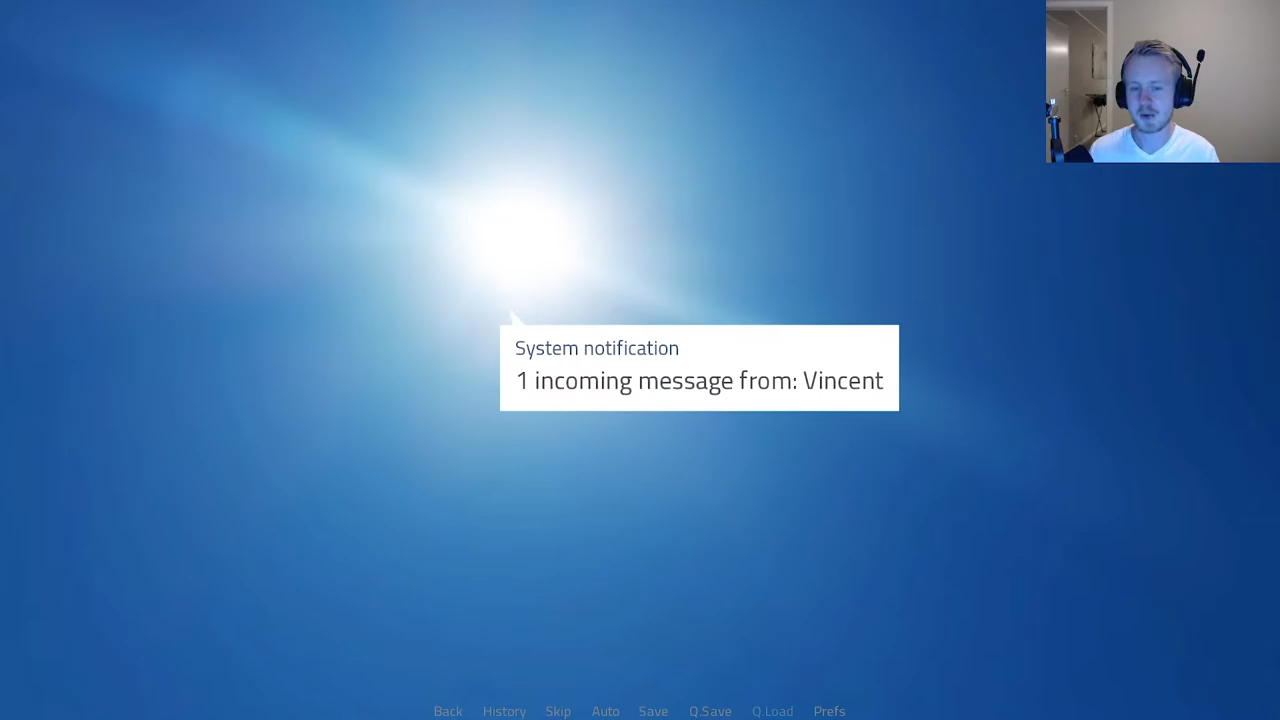 System notification
1 incoming message from: Vincent
Back History Skip Auto Save Q.Save Q.Load Prefs